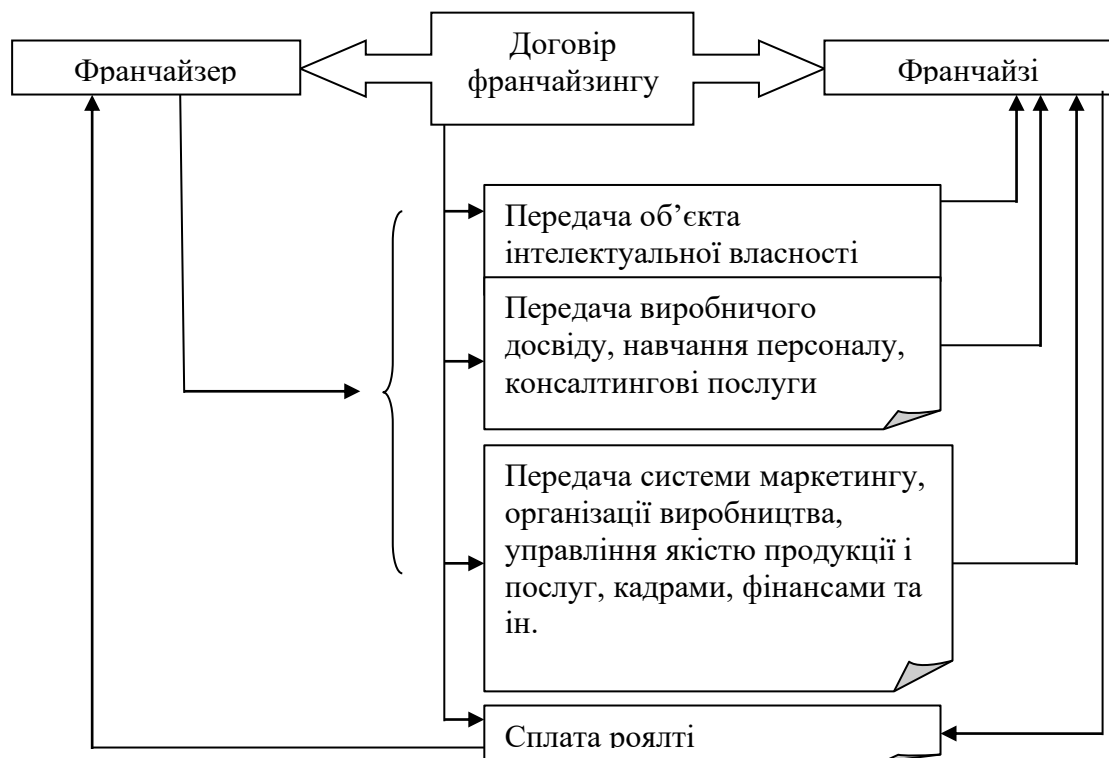 Договір
франчайзингу
Франчайзер
Франчайзі
Передача об’єкта
інтелектуальної власності
Передача виробничого
досвіду, навчання персоналу,
консалтингові послуги
Передача системи маркетингу,
організації виробництва,
управління якістю продукції і
послуг, кадрами, фінансами та
ін.
Сплата роялті